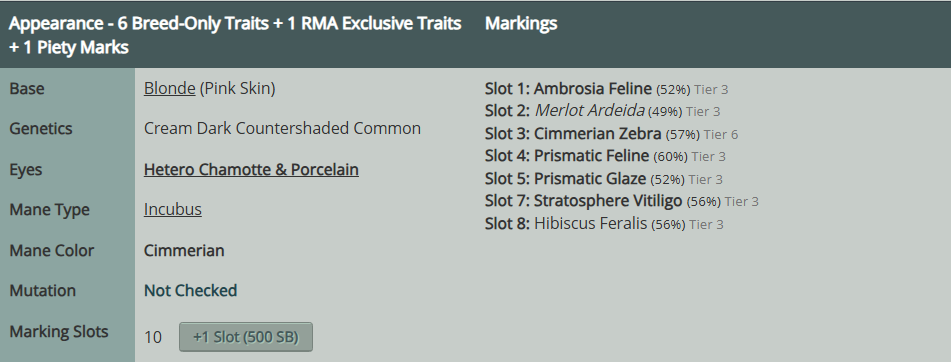 Appearance - 6 Breed-Only Traits + 1 RMA Exclusive Traits
+ 1 Piety Marks
Markings
Base
Blonde (Pink Skin)
Genetics
Cream Dark Countershaded Common
Eyes
Hetero Chamotte & Porcelain
Mane Type
Incubus
Mane Color
Cimmerian
Mutation
Not Checked
Marking Slots
10 +1 Slot (500 SB)
Slot 1: Ambrosia Feline (52%) Tier 3
Slot 2: Merlot Ardeida (49%) Tier 3
Slot 3: Cimmerian Zebra (57%) Tier 6
Slot 4: Prismatic Feline (60%) Tier 3
Slot 5: Prismatic Glaze (52%) Tier 3
Slot 7: Stratosphere Vitiligo (56%) Tier 3
Slot 8: Hibiscus Feralis (56%) Tier 3